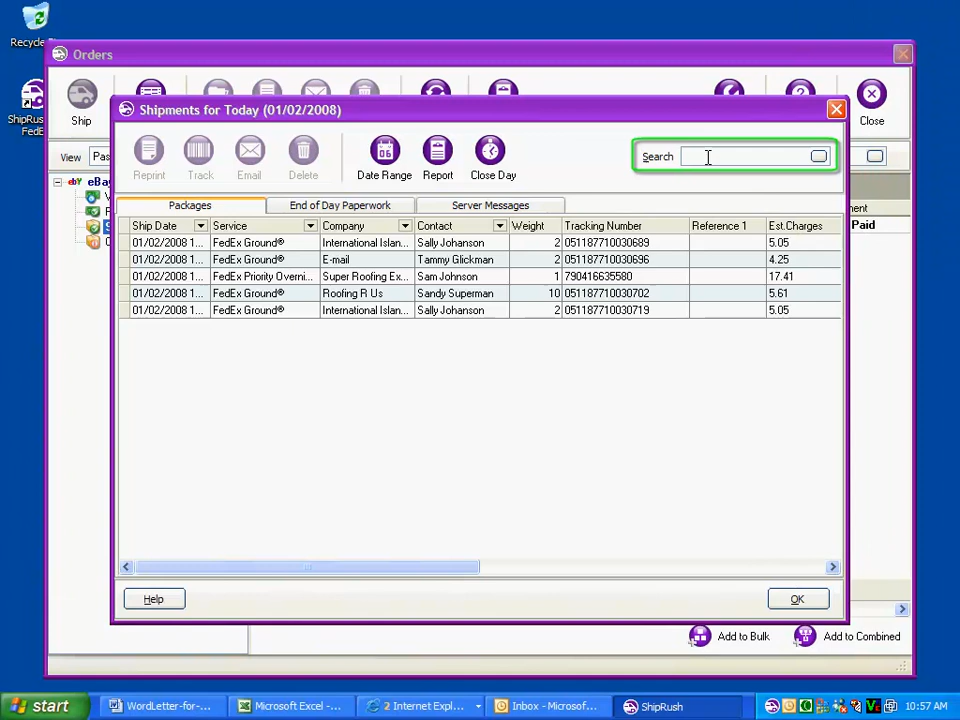 Recycle
Orders
ShipRus
FedE
Ship
Close
Shipments for Today (01/02/2008)
Reprint Track Email Delete Date Range Report Close Day
Search
View Pas
eBay
Packages End of Day Paperwork Server Messages
Ship Date Service Company Contact Weight Tracking Number Reference 1 Est.Charges
01/02/2008 1... FedEx Ground® International Islan... Sally Johanson 2 051187710030689 5.05
01/02/2008 1... FedEx Ground® E-mail Tammy Glickman 2 051187710030696 4.25
01/02/2008 1... FedEx Priority Overni... Super Roofing Ex... Sam Johnson 1 790416635580 17.41
01/02/2008 1... FedEx Ground® Roofing R Us Sandy Superman 10 051187710030702 5.61
01/02/2008 1... FedEx Ground® International Islan... Sally Johanson 2 051187710030719 5.05
ment
Paid
Help OK
Add to Bulk Add to Combined
start WordLetter-for-... Microsoft Excel -... 2 Internet Expl... Inbox - Microsof... ShipRush 10:57 AM